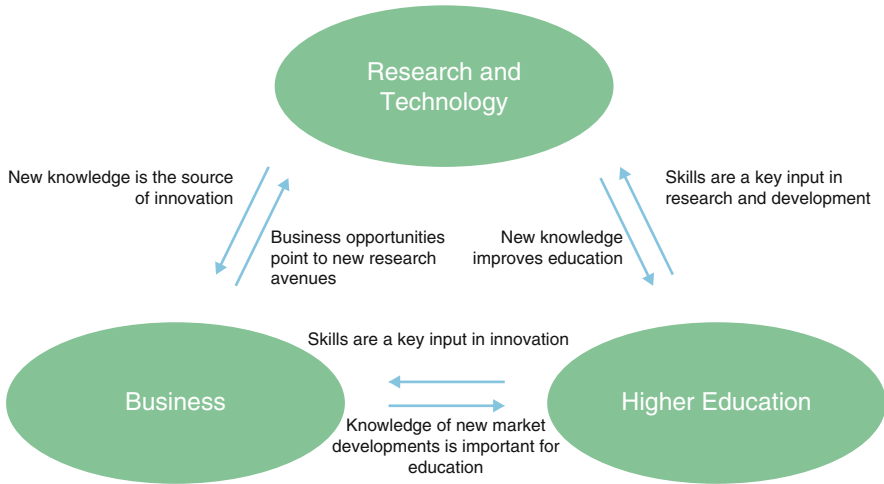 Research and
Technology
New knowledge is the source
of innovation
Skills are a key input in
research and development
Business opportunities
point to new research
avenues
New knowledge
improves education
Skills are a key input in innovation
Business
Higher Education
Knowledge of new market
developments is important for
education